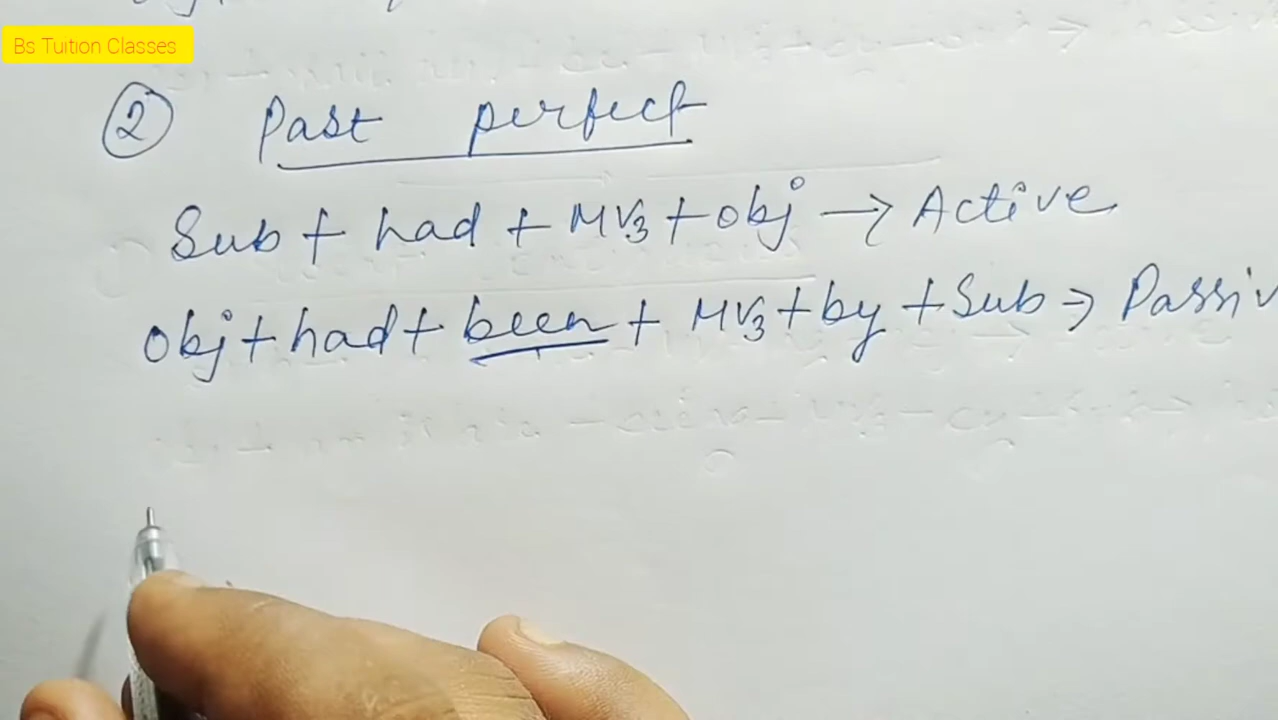 Bs Tuition Classes
② Past perfect
Sub + had + MV3 + obj → Active
obj + had + been + MV3 + by + Sub → Passiv